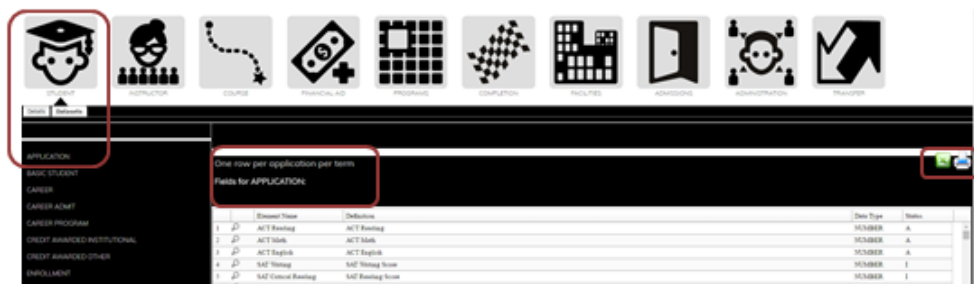 STUDENT
INSTRUCTOR
COURSE
FINANCIAL AID
PROGRAMS
COMPLETION
FACILITIES
ADMISSIONS
ADMINISTRATION
TRANSFER
Details Datasets
APPLICATION
BASIC STUDENT
CAREER
CAREER ADMIT
CAREER PROGRAM
CREDIT AWARDED INSTITUTIONAL
CREDIT AWARDED OTHER
ENROLLMENT
One row per application per term
Fields for APPLICATION:
Element Name Definition Data Type Status
1 ACT Reading ACT Reading NUMBER A
2 ACT Math ACT Math NUMBER A
3 ACT English ACT English NUMBER A
4 SAT Writing SAT Writing Score NUMBER I
5 SAT Critical Reading SAT Reading Score NUMBER I